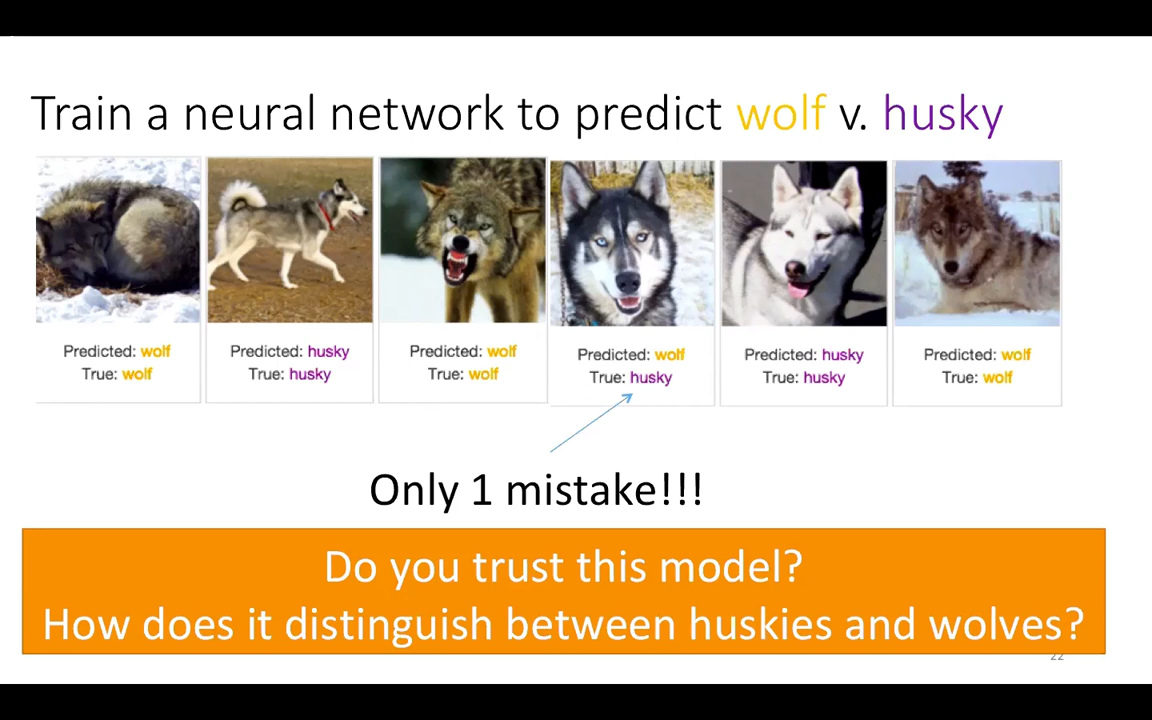 Train a neural network to predict wolf v. husky
Predicted: wolf
True: wolf
Predicted: husky
True: husky
Predicted: wolf
True: wolf
Predicted: wolf
True: husky
Predicted: husky
True: husky
Predicted: wolf
True: wolf
Only 1 mistake!!!
Do you trust this model?
How does it distinguish between huskies and wolves?
22